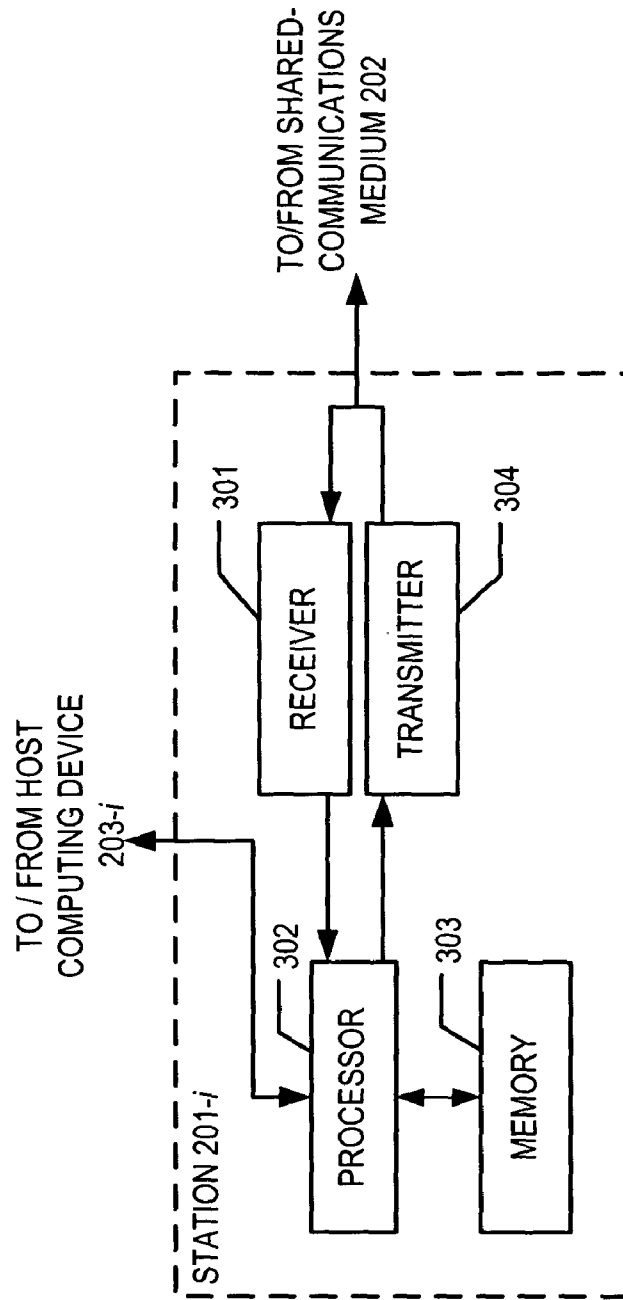 TO / FROM HOST
COMPUTING DEVICE
203-i
STATION 201-i
302
PROCESSOR
303
MEMORY
301
RECEIVER
TRANSMITTER
304
TO/FROM SHARED-
COMMUNICATIONS
MEDIUM 202